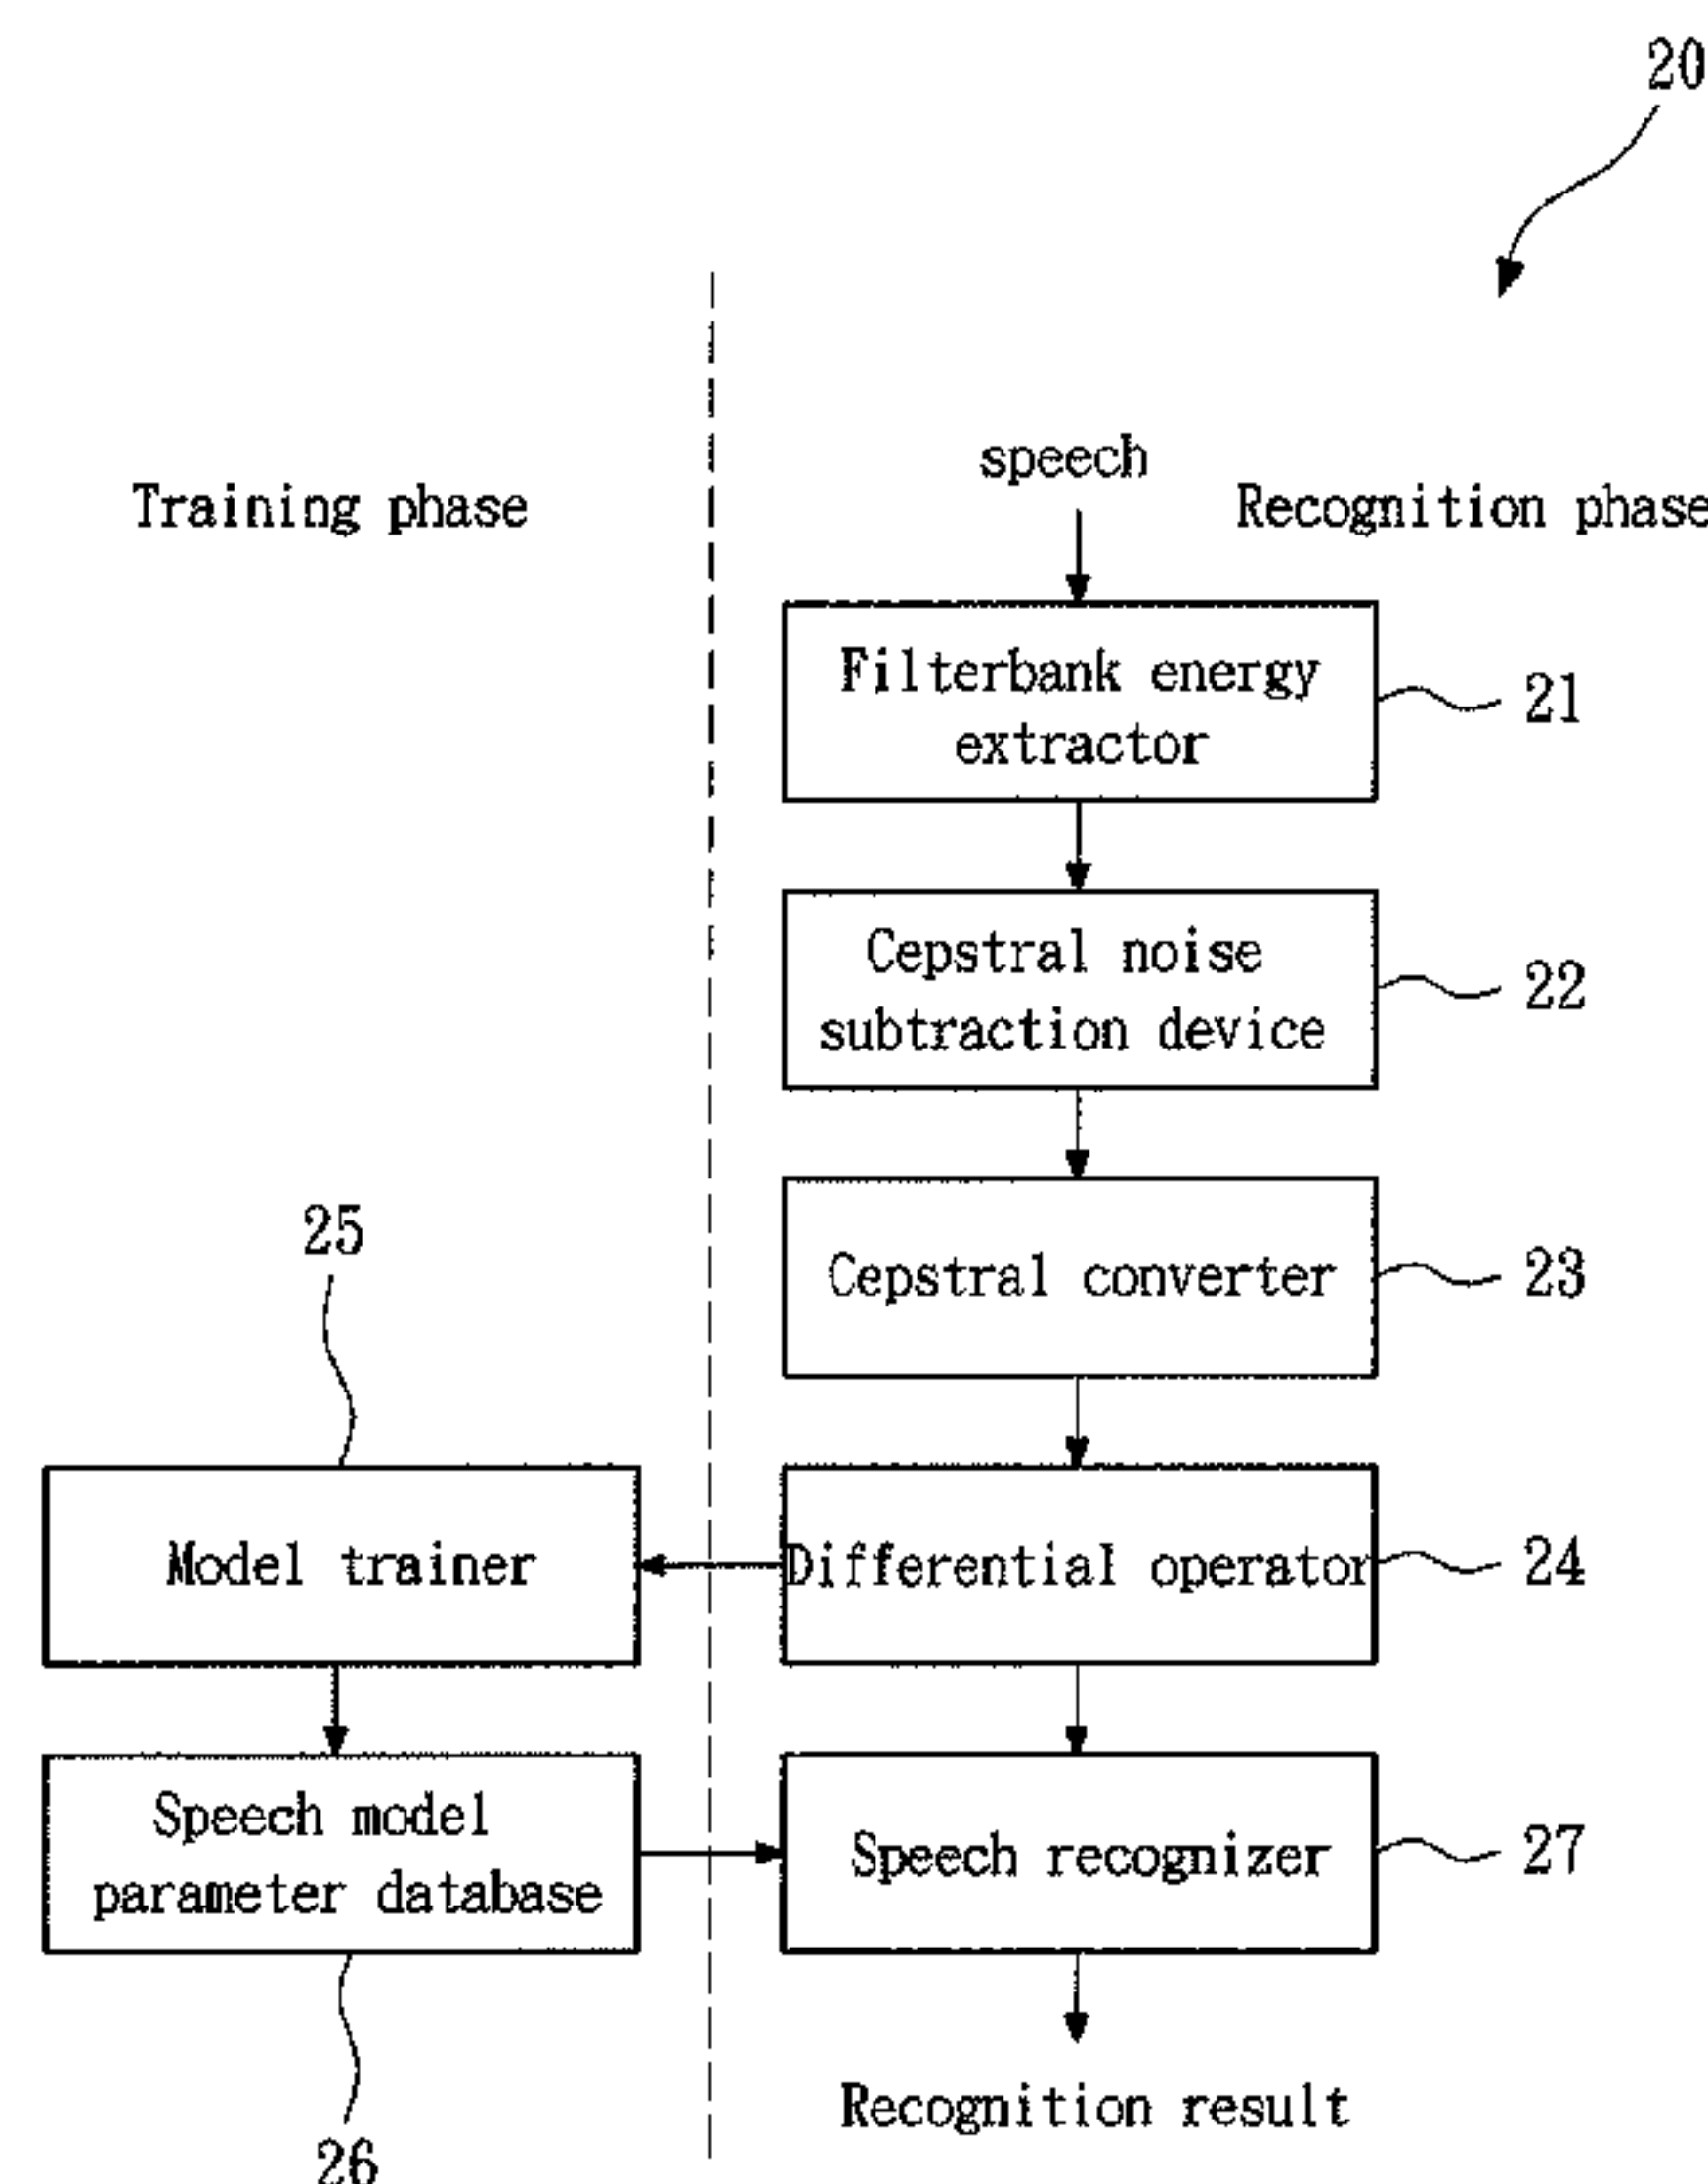 20
speech
Training phase
Recognition phase
Filterbank energy
extractor
21
Cepstral noise
subtraction device
22
25
Cepstral converter
23
Model trainer
Differential operator
24
Speech model
parameter database
Speech recognizer
27
Recognition result
26